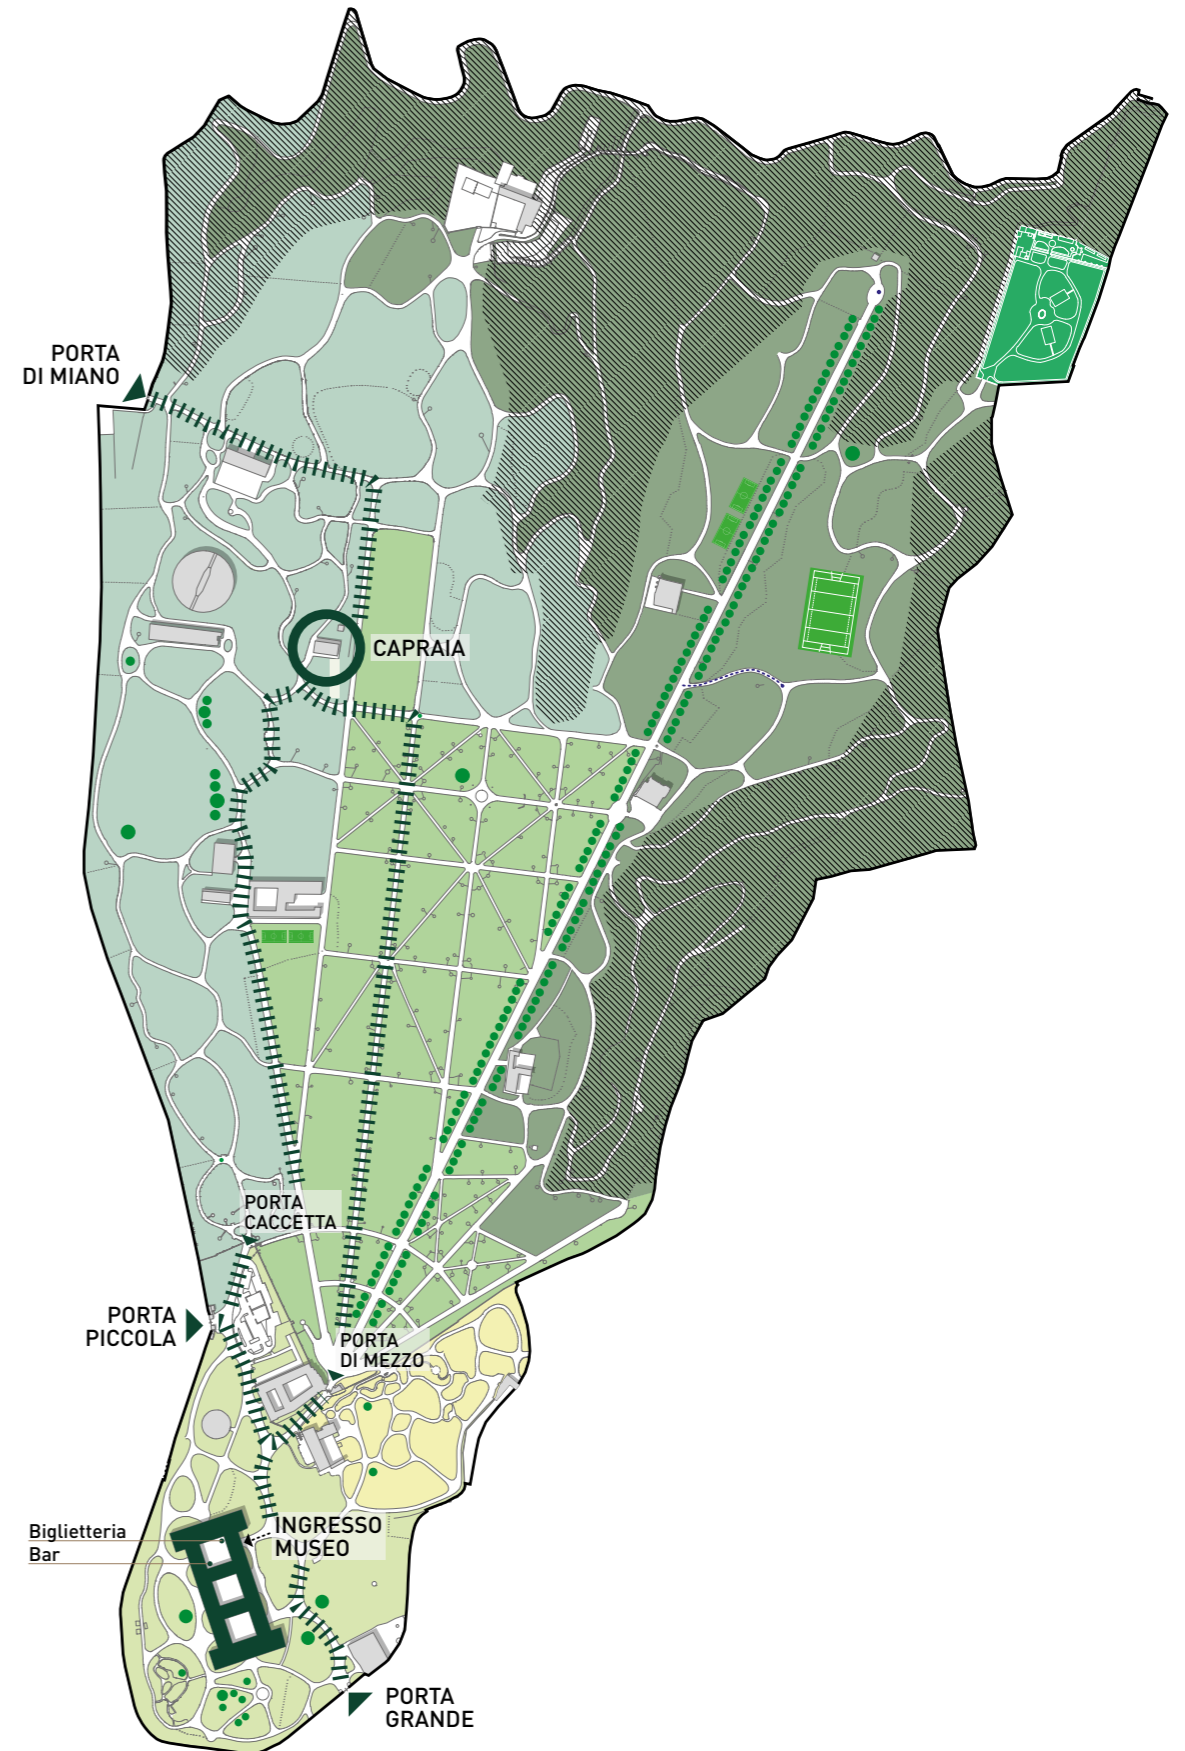 PORTA
DI MIANO
CAPRAIA
PORTA
CACCETTA
PORTA
PICCOLA
PORTA
DI MEZZO
INGRESSO
MUSEO
Biglietteria
Bar
PORTA
GRANDE